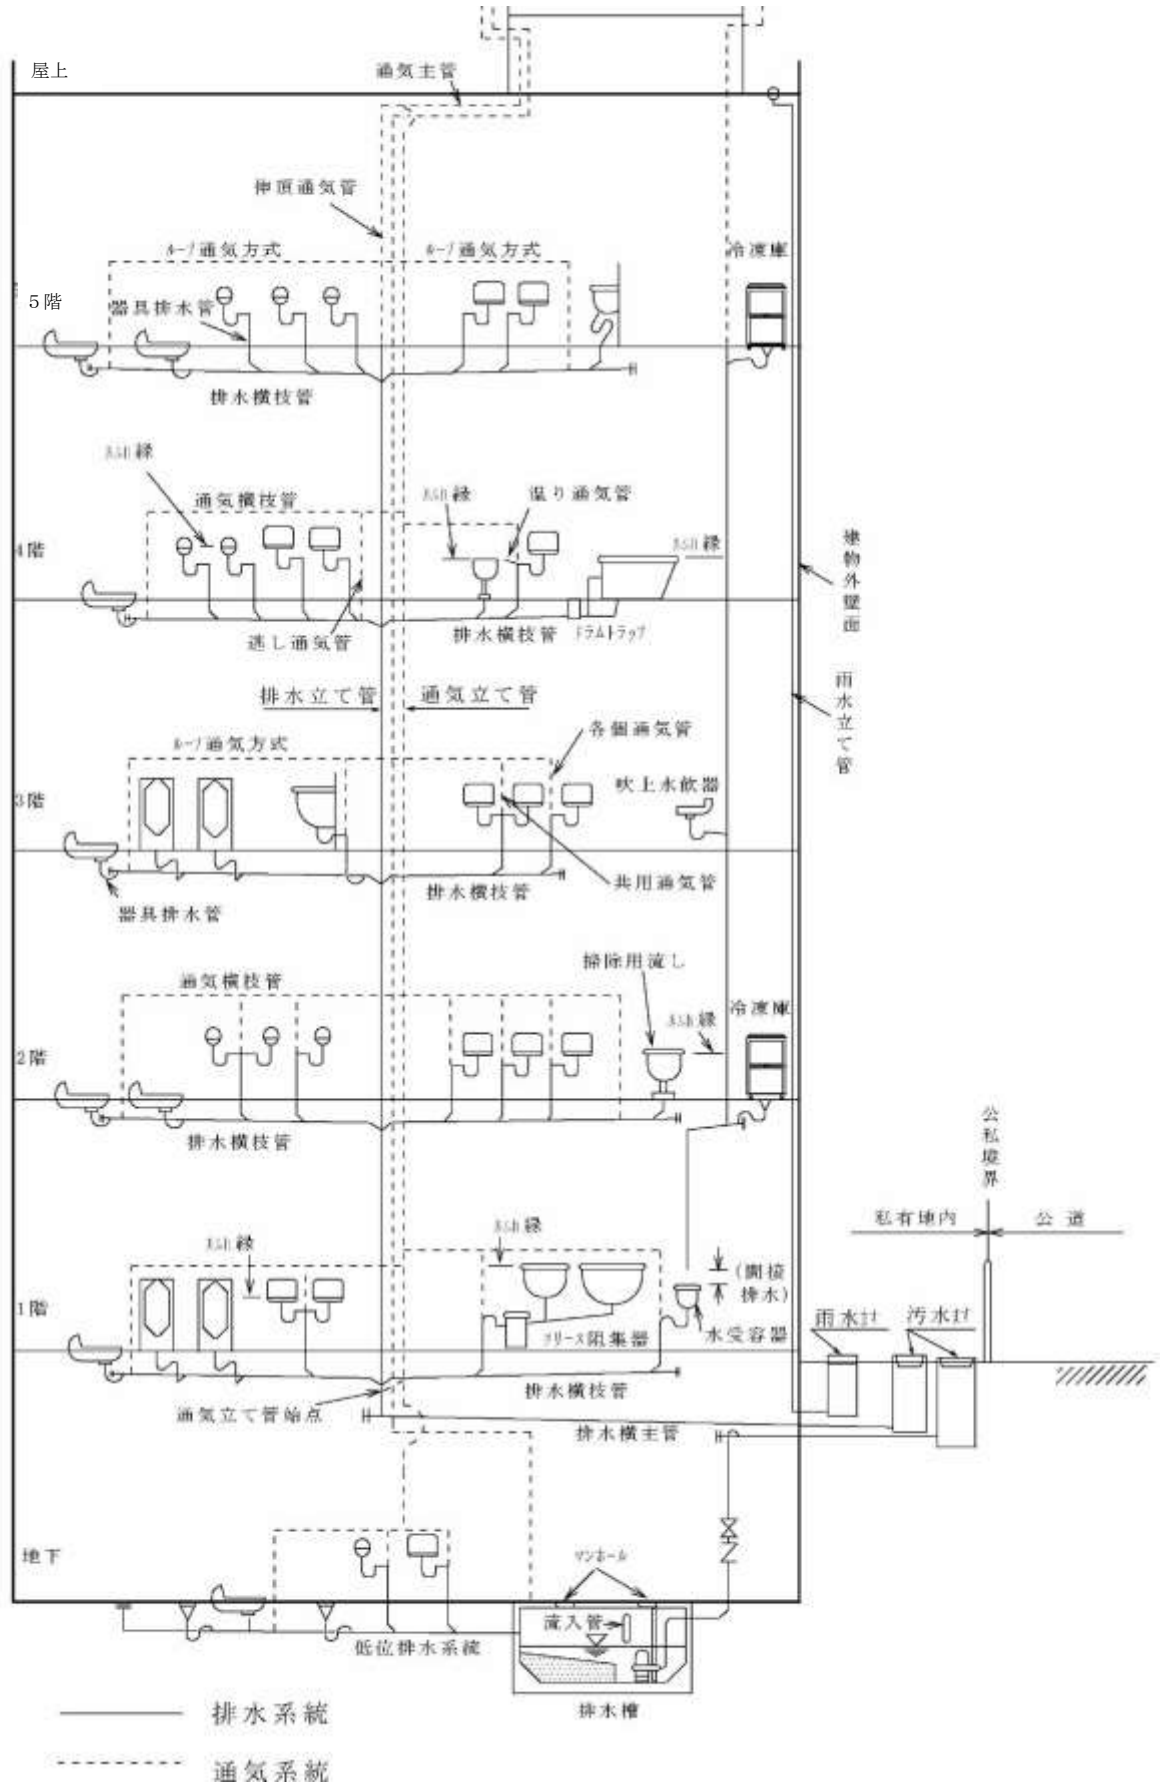 屋上
通気主管
伸頂通気管
ループ通気方式
ループ通気方式
冷凍庫
5階
器具排水管
排水横枝管
あふれ縁
通気横枝管
あふれ縁
湿り通気管
あふれ縁
4階
逃し通気管
排水横枝管
ドラムトラップ
建物外壁面
排水立て管
通気立て管
雨水立て管
ループ通気方式
各個通気管
3階
吹上水飲器
排水横枝管
共用通気管
器具排水管
通気横枝管
掃除用流し
あふれ縁
冷凍庫
2階
排水横枝管
公私境界
私有地内
公道
あふれ縁
あふれ縁
(間接
排水)
1階
グリース阻集器
水受容器
雨水ます
汚水ます
排水横枝管
通気立て管始点
排水横主管
地下
マンホール
流入管
低位排水系統
排水槽
排水系統
通気系統